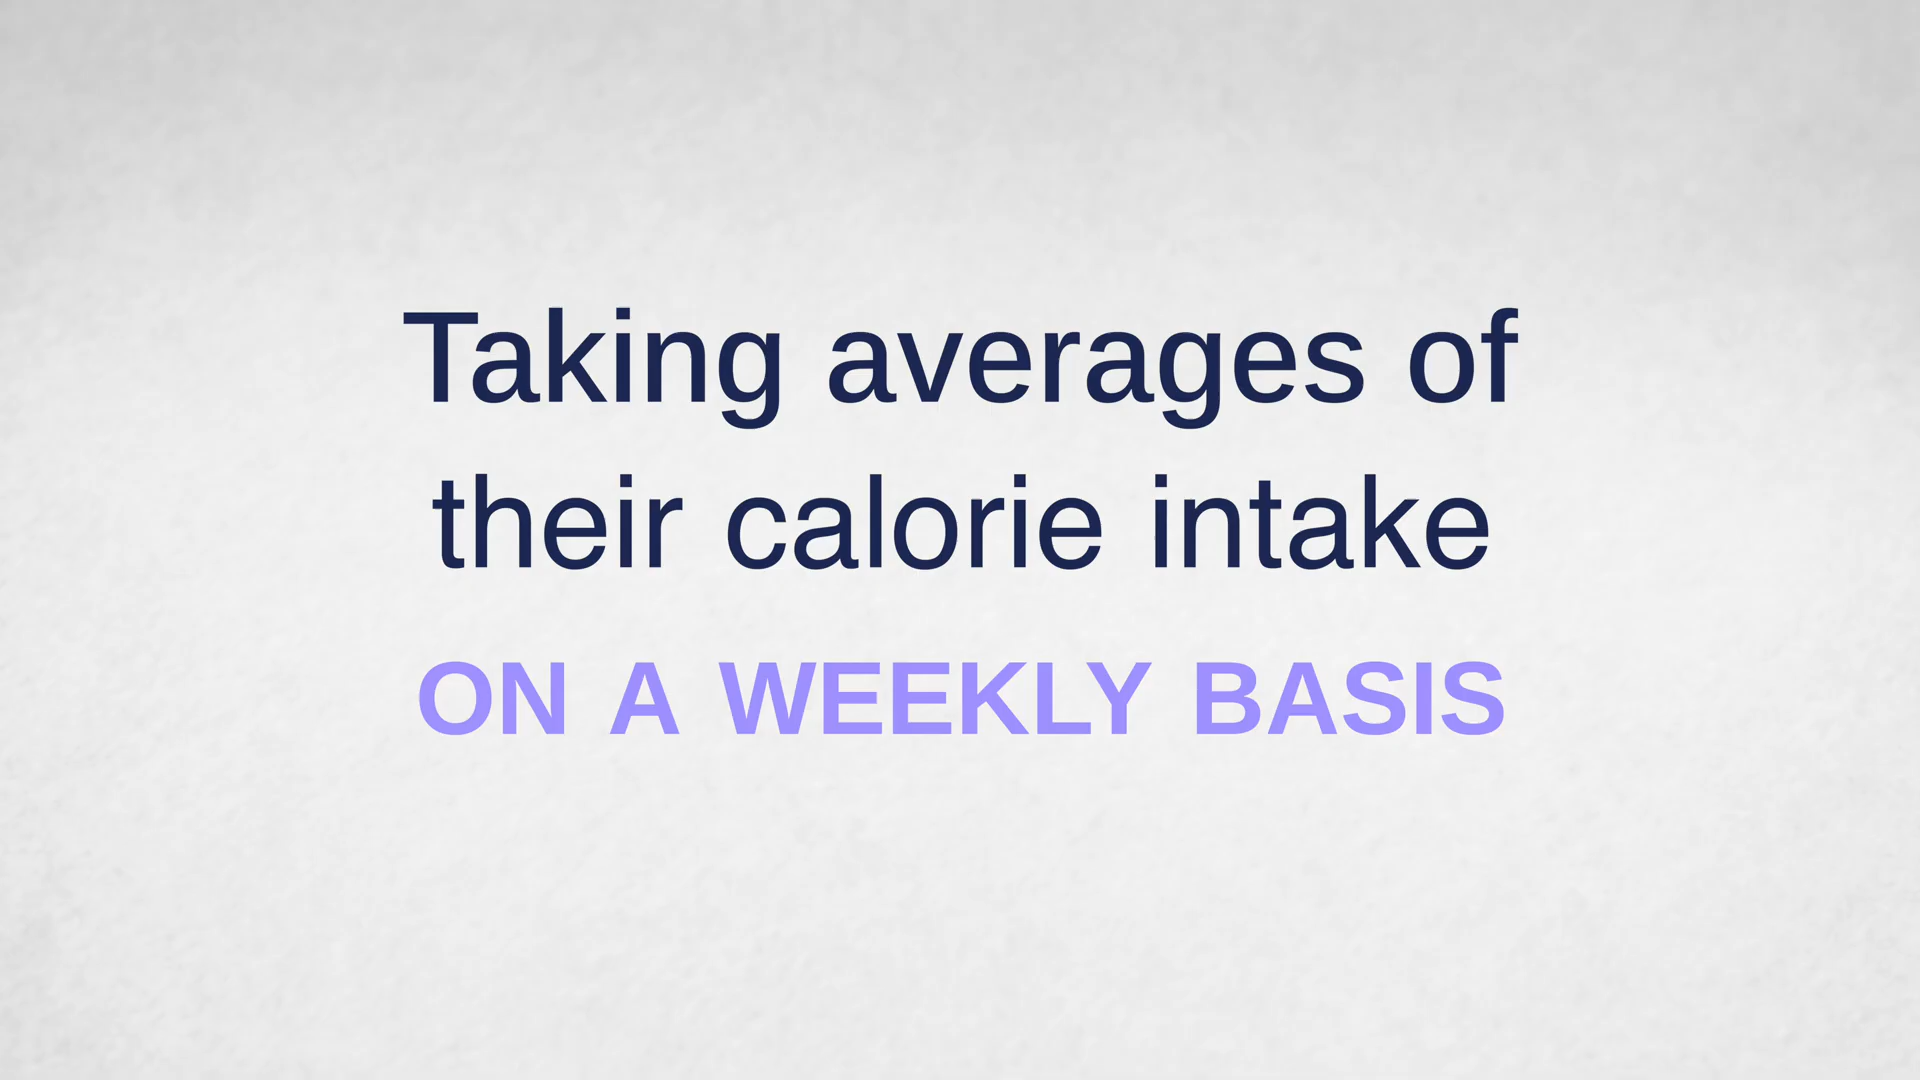 Taking averages of
their calorie intake
ON A WEEKLY BASIS